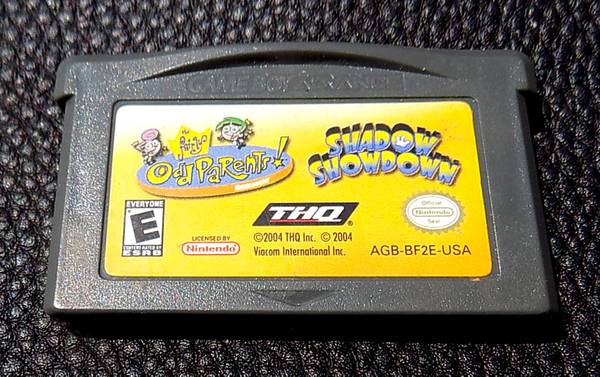 GAME BOY ADVANCE
The Fairly
OddParents!
NICKELODEON
SHADOW
SHOWDOWN
EVERYONE
E
CONTENT RATED BY
ESRB
LICENSED BY
Nintendo
THQ®
©2004 THQ Inc. © 2004
Viacom International Inc.
Official
Nintendo
Seal
AGB-BF2E-USA